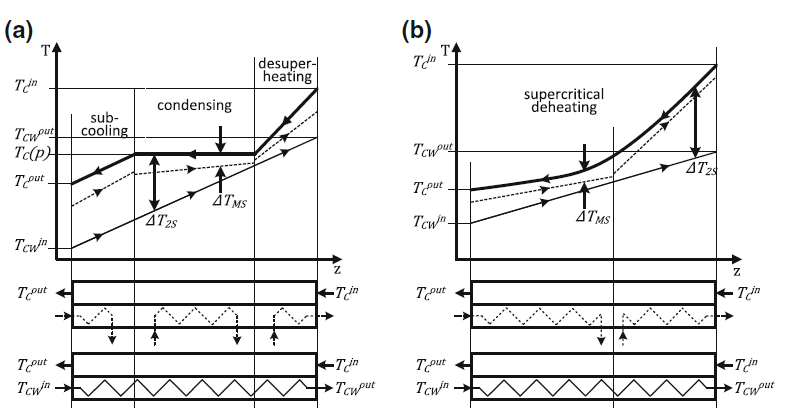 (a)
T
desuper-
heating
T_C^in
condensing
sub-
cooling
T_CW^out
T_C(p)
T_C^out
ΔT_MS
ΔT_2S
T_CW^in
z
T_C^out
T_C^in
T_C^out
T_C^in
T_CW^in
T_CW^out
(b)
T_C^in
T
supercritical
deheating
T_CW^out
ΔT_2S
T_C^out
ΔT_MS
T_CW^in
z
T_C^out
T_C^in
T_C^out
T_C^in
T_CW^in
T_CW^out